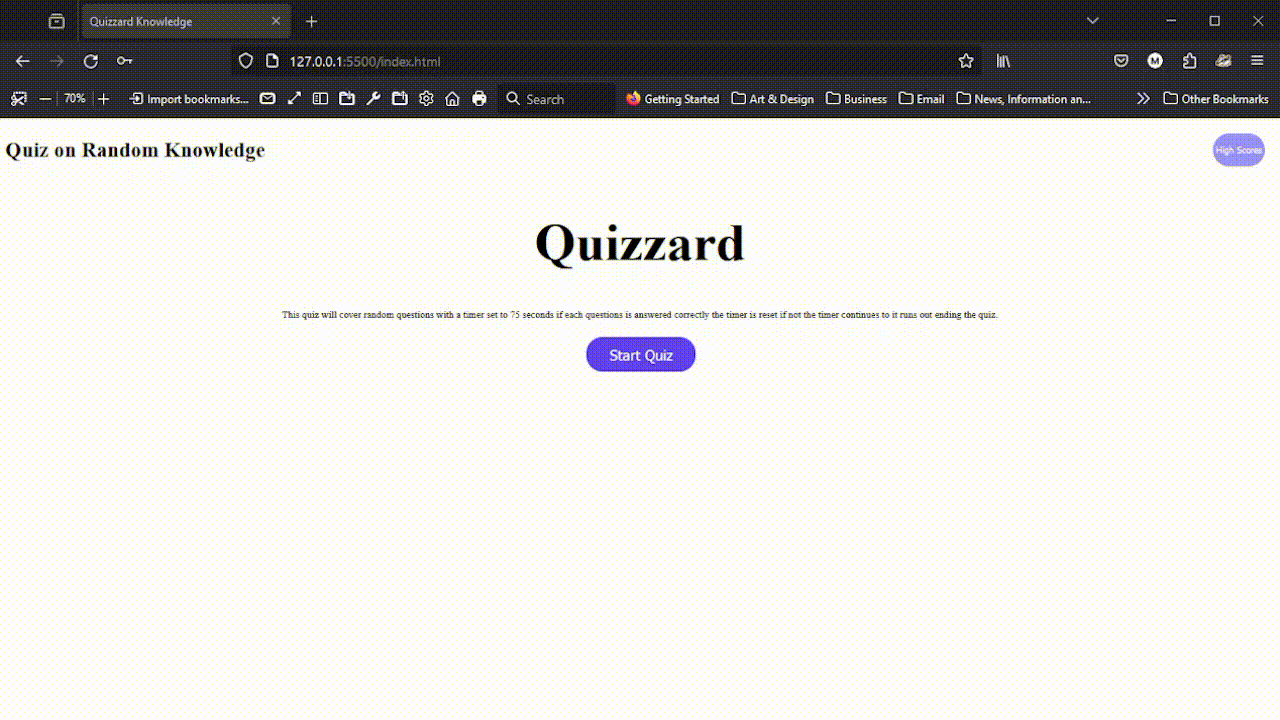 Quizzard Knowledge
127.0.0.1:5500/index.html
M
70% Import bookmarks... Search Getting Started Art & Design Business Email News, Information an... Other Bookmarks
Quiz on Random Knowledge
High Scores
Quizzard
This quiz will cover random questions with a timer set to 75 seconds if each questions is answered correctly the timer is reset if not the timer continues to it runs out ending the quiz.
Start Quiz